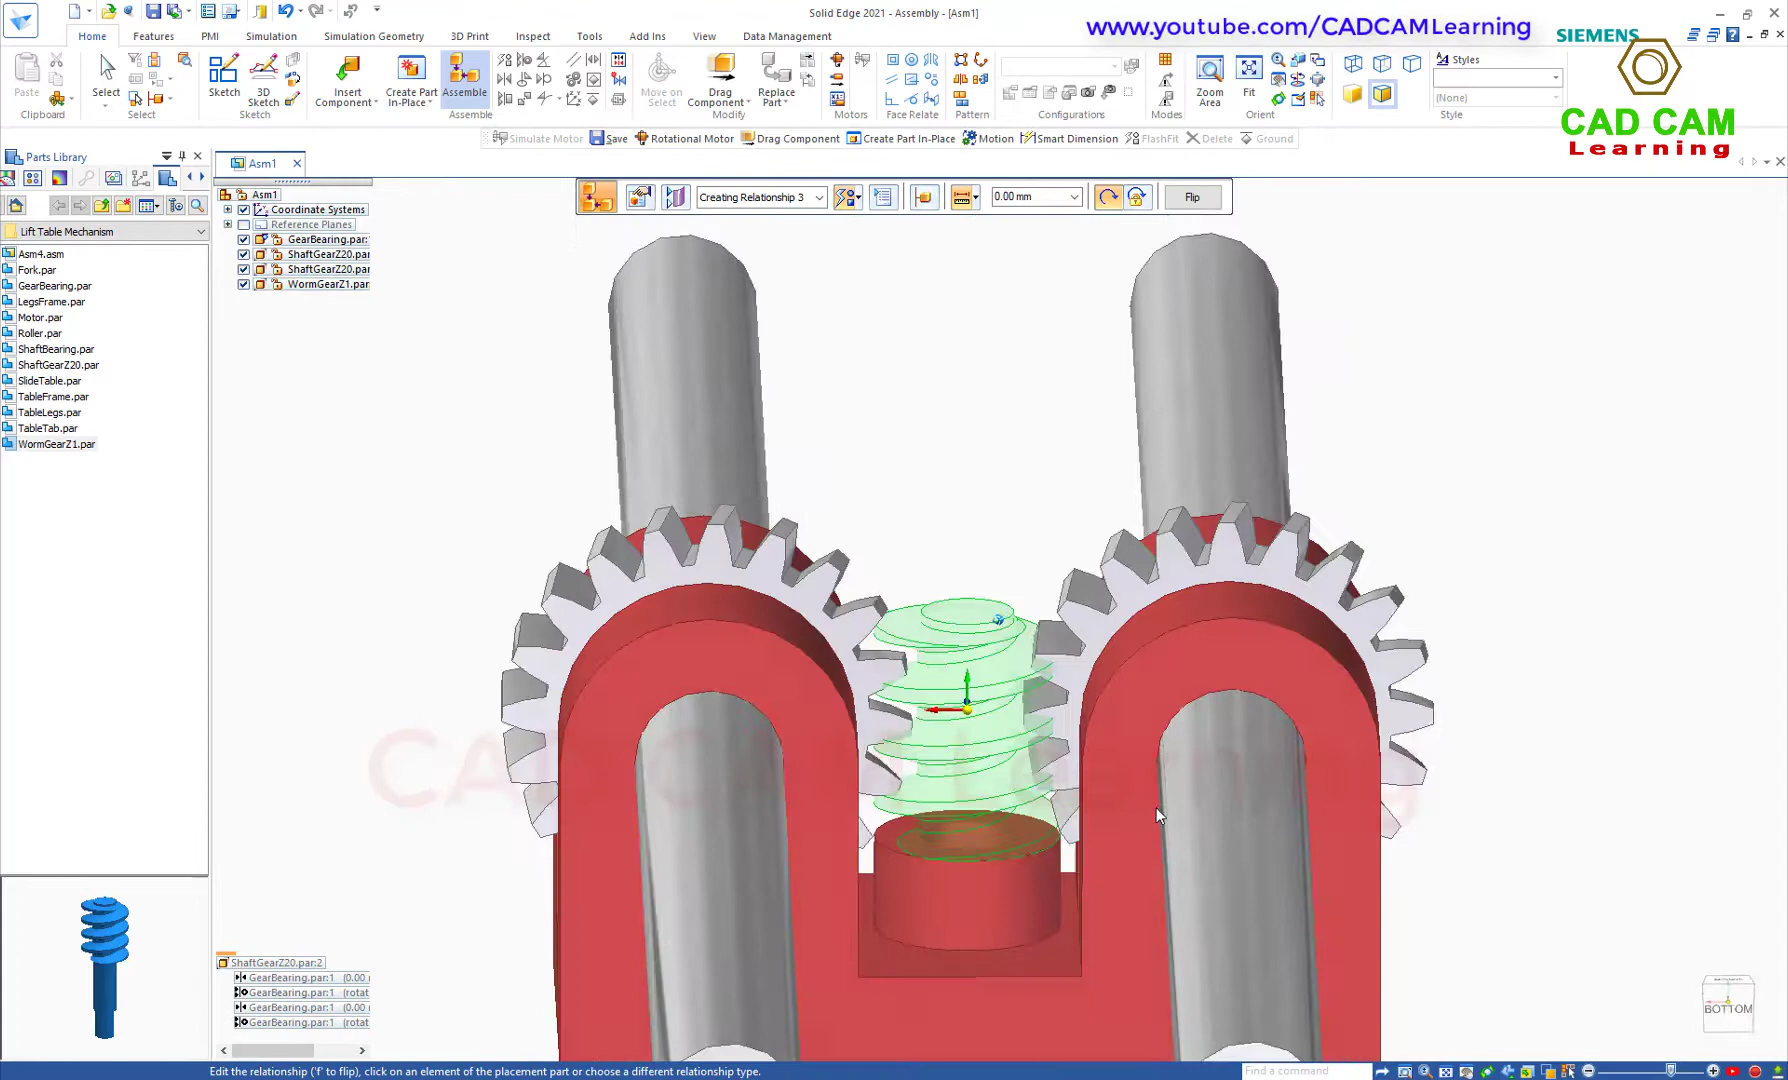 Solid Edge 2021 - Assembly - [Asm1]
www.youtube.com/CADCAMLearning
SIEMENS
Home
Features
PMI
Simulation
Simulation Geometry
3D Print
Inspect
Tools
Add Ins
View
Data Management
Paste
Clipboard
Select
Select
Sketch
3D Sketch
Sketch
Insert Component
Create Part In-Place
Assemble
Assemble
Move on Select
Drag Component
Replace Part
Modify
Motors
Face Relate
Pattern
Configurations
Modes
Zoom Area
Fit
Orient
Styles
(None)
Style
CAD CAM
Learning
Simulate Motor
Save
Rotational Motor
Drag Component
Create Part In-Place
Motion
Smart Dimension
FlashFit
Delete
Ground
Parts Library
Asm1
Creating Relationship 3
0.00 mm
Flip
Lift Table Mechanism
Asm4.asm
Fork.par
GearBearing.par
LegsFrame.par
Motor.par
Roller.par
ShaftBearing.par
ShaftGearZ20.par
SlideTable.par
TableFrame.par
TableLegs.par
TableTab.par
WormGearZ1.par
Asm1
Coordinate Systems
Reference Planes
GearBearing.par:
ShaftGearZ20.par
ShaftGearZ20.par
WormGearZ1.par
ShaftGearZ20.par:2
GearBearing.par:1 (0.00
GearBearing.par:1 (rotat
GearBearing.par:1 (0.00
GearBearing.par:1 (rotat
BOTTOM
Edit the relationship ('f' to flip), click on an element of the placement part or choose a different relationship type.
Find a command